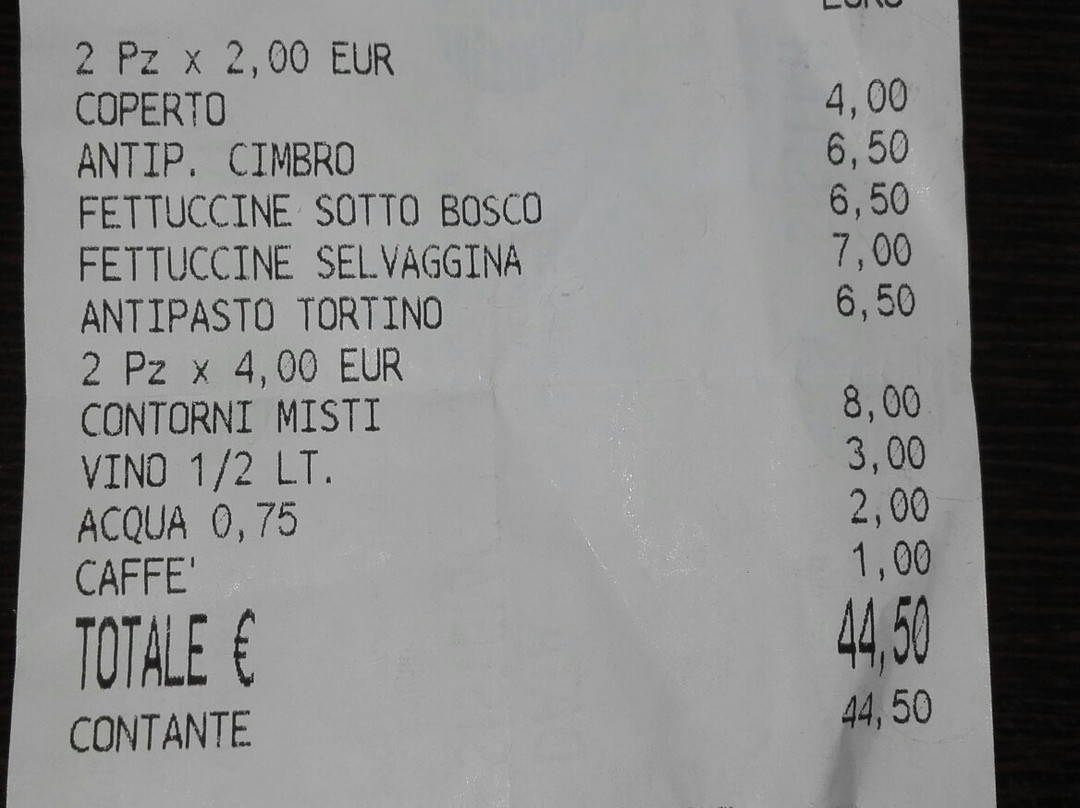 EURO
2 Pz x 2,00 EUR
COPERTO 4,00
ANTIP. CIMBRO 6,50
FETTUCCINE SOTTO BOSCO 6,50
FETTUCCINE SELVAGGINA 7,00
ANTIPASTO TORTINO 6,50
2 Pz x 4,00 EUR
CONTORNI MISTI 8,00
VINO 1/2 LT. 3,00
ACQUA 0,75 2,00
CAFFE' 1,00
TOTALE € 44,50
CONTANTE 44,50